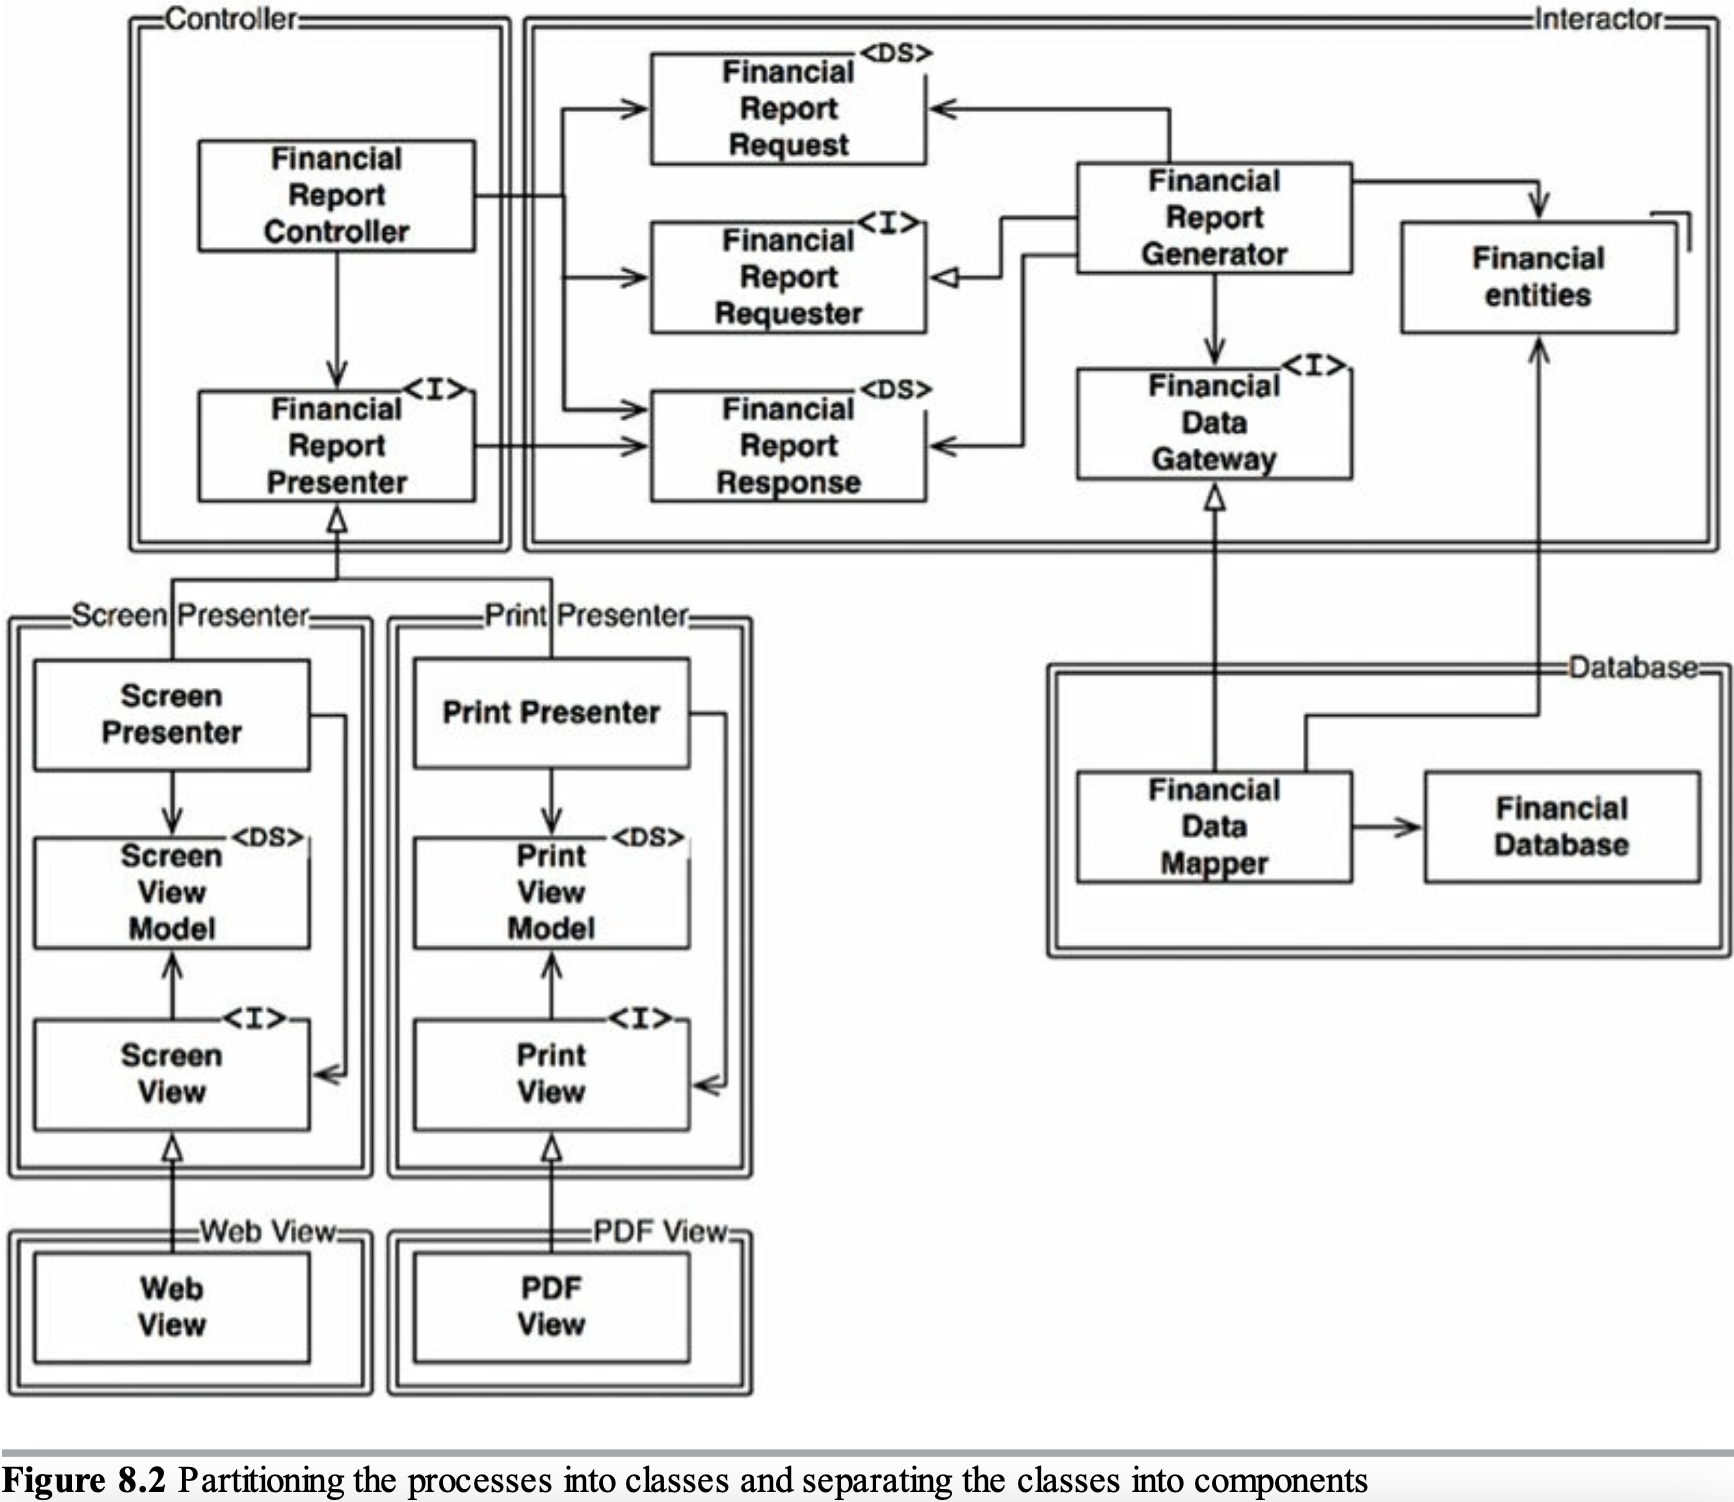 Controller
Interactor
<DS>
Financial
Report
Request
Financial
Report
Controller
Financial
Report
Generator
<I>
Financial
Report
Requester
Financial
entities
<I>
Financial
Report
Presenter
<DS>
Financial
Report
Response
<I>
Financial
Data
Gateway
Screen Presenter
Print Presenter
Database
Screen
Presenter
Print Presenter
Financial
Data
Mapper
Financial
Database
<DS>
Screen
View
Model
<DS>
Print
View
Model
<I>
Screen
View
<I>
Print
View
Web View
PDF View
Web
View
PDF
View
Figure 8.2 Partitioning the processes into classes and separating the classes into components